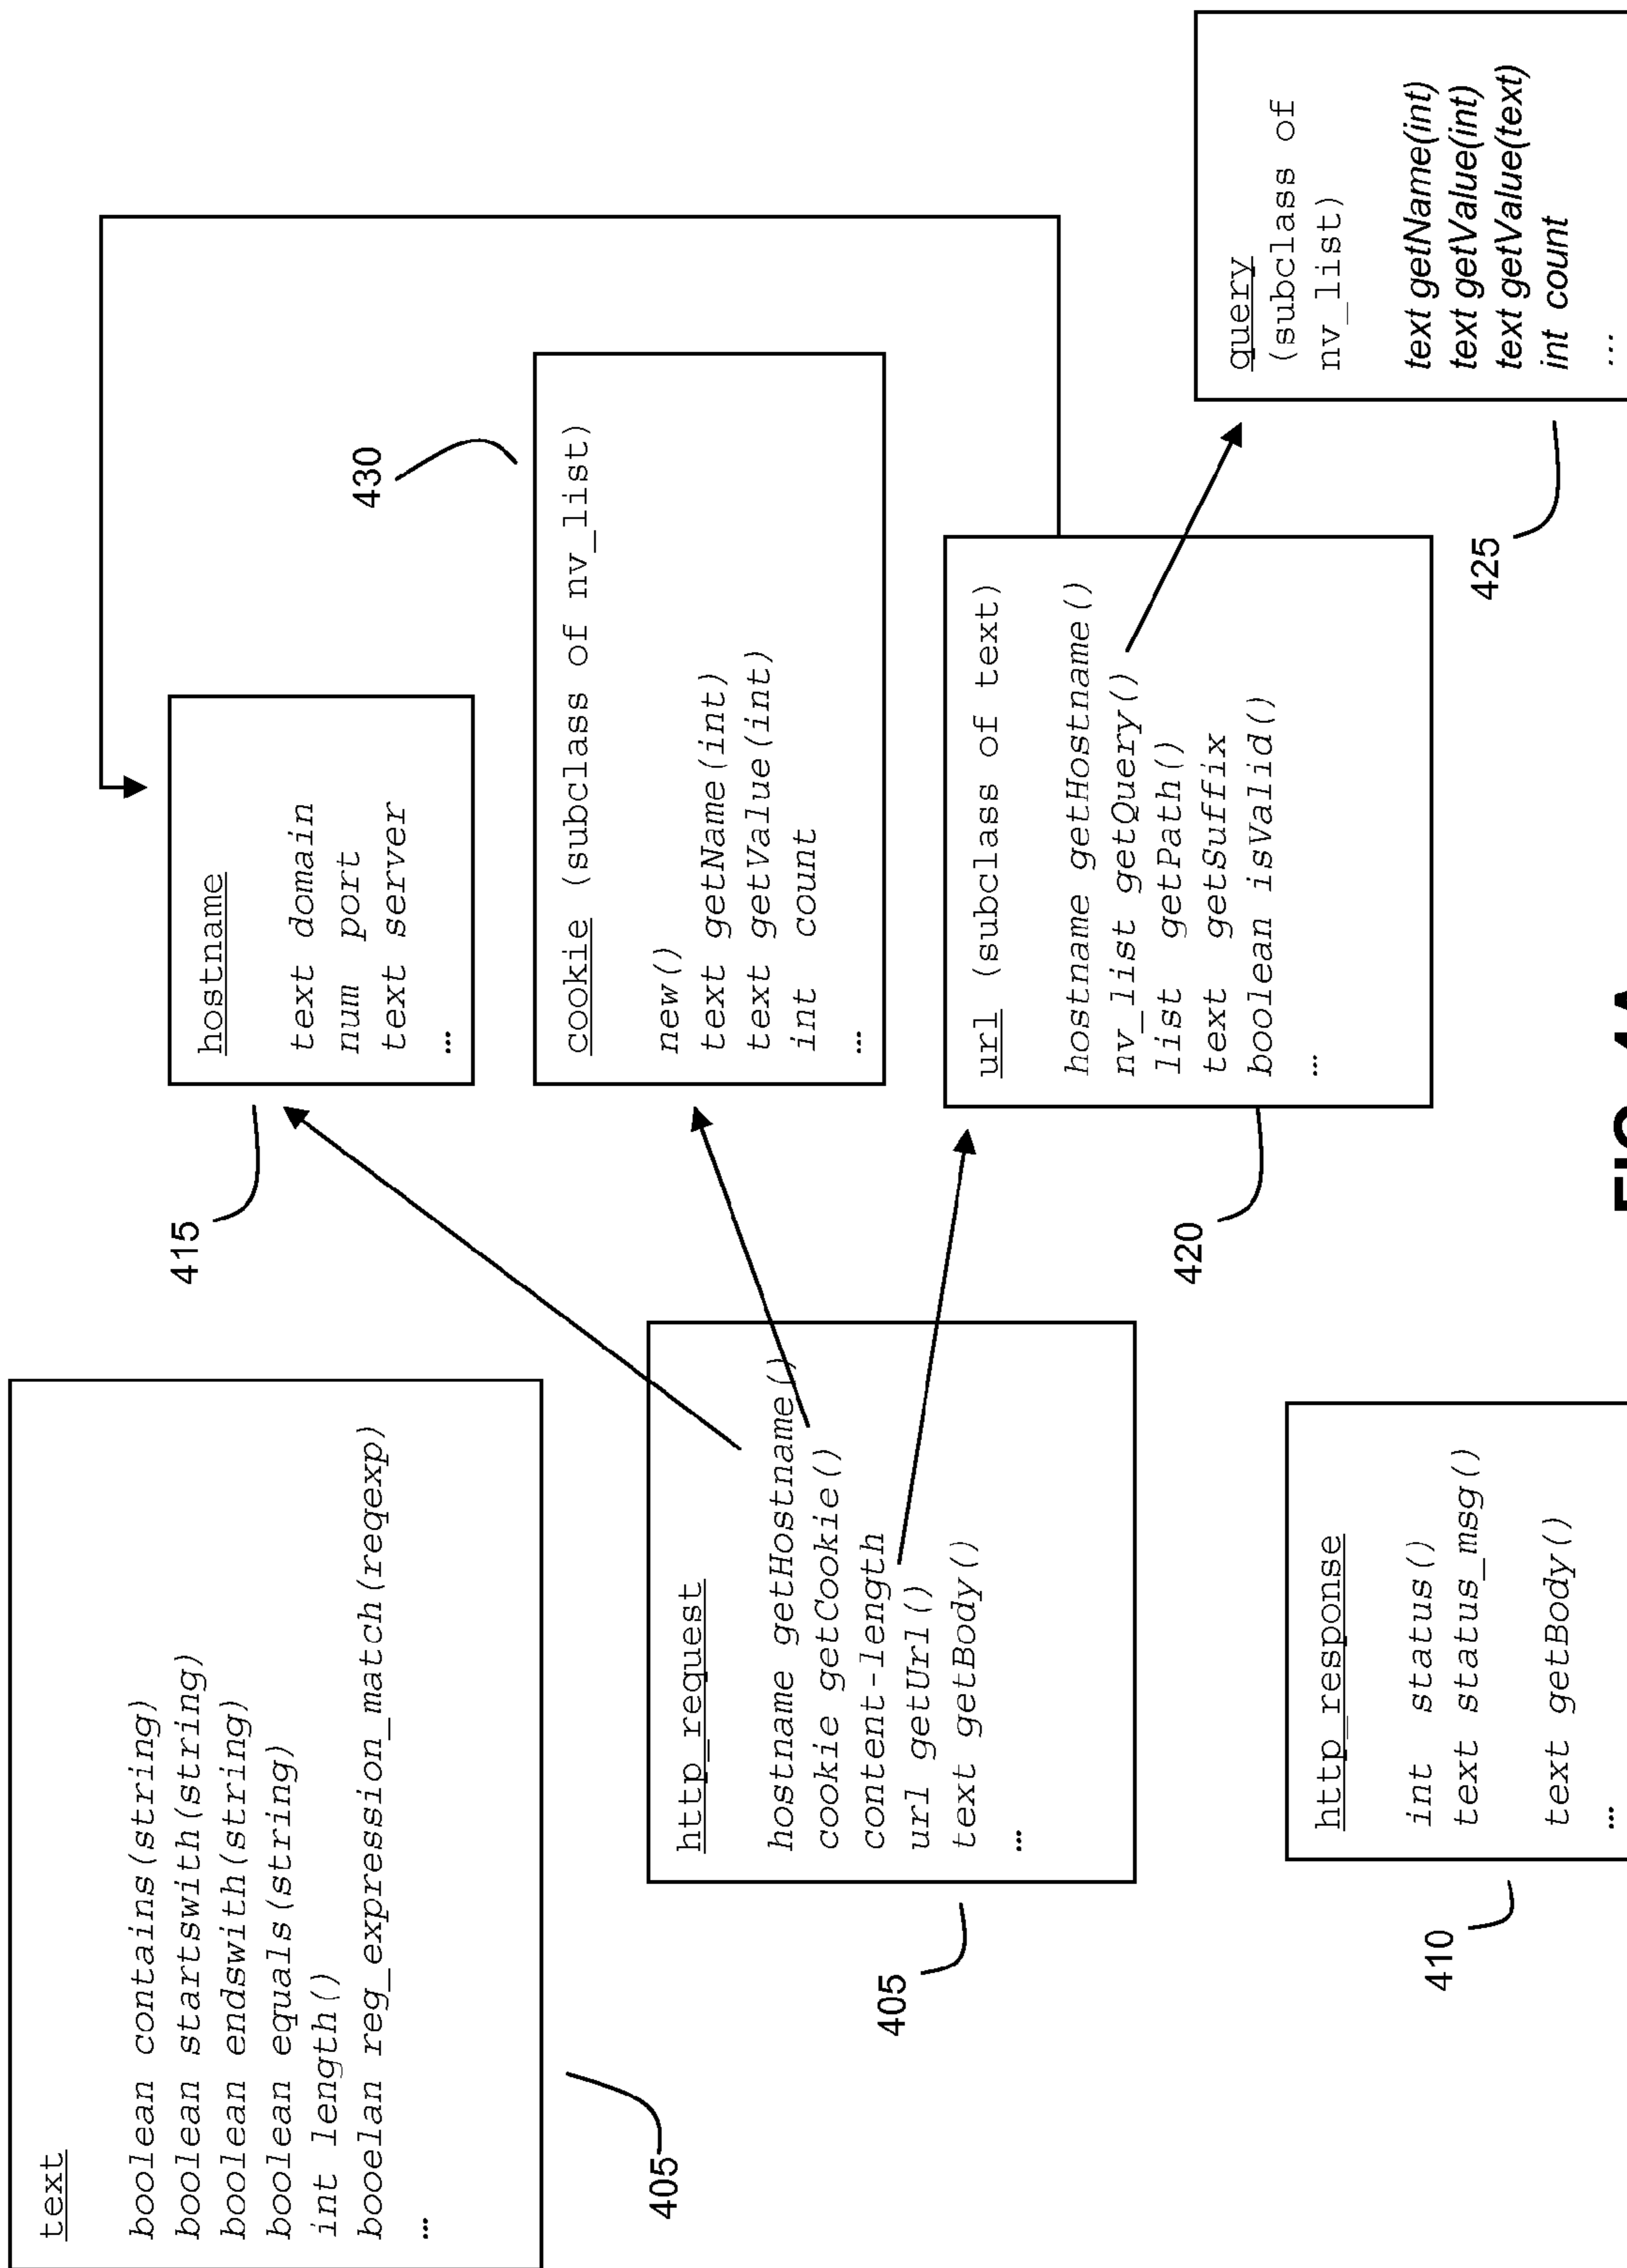 text
boolean contains(string)
boolean startswith(string)
boolean endswith(string)
boolean equals(string)
int length()
booelan reg_expression_match(regexp)
...
405
http_request
hostname getHostname()
cookie getCookie()
content-length
url getUrl()
text getBody()
...
405
http_response
int status()
text status_msg()
text getBody()
...
410
hostname
text domain
num port
text server
...
415
cookie (subclass of nv_list)
new()
text getName(int)
text getValue(int)
int count
...
430
url (subclass of text)
hostname getHostname()
nv_list getQuery()
list getPath()
text getSuffix
boolean isValid()
...
420
query
(subclass of
nv_list)
text getName(int)
text getValue(int)
text getValue(text)
int count
...
425